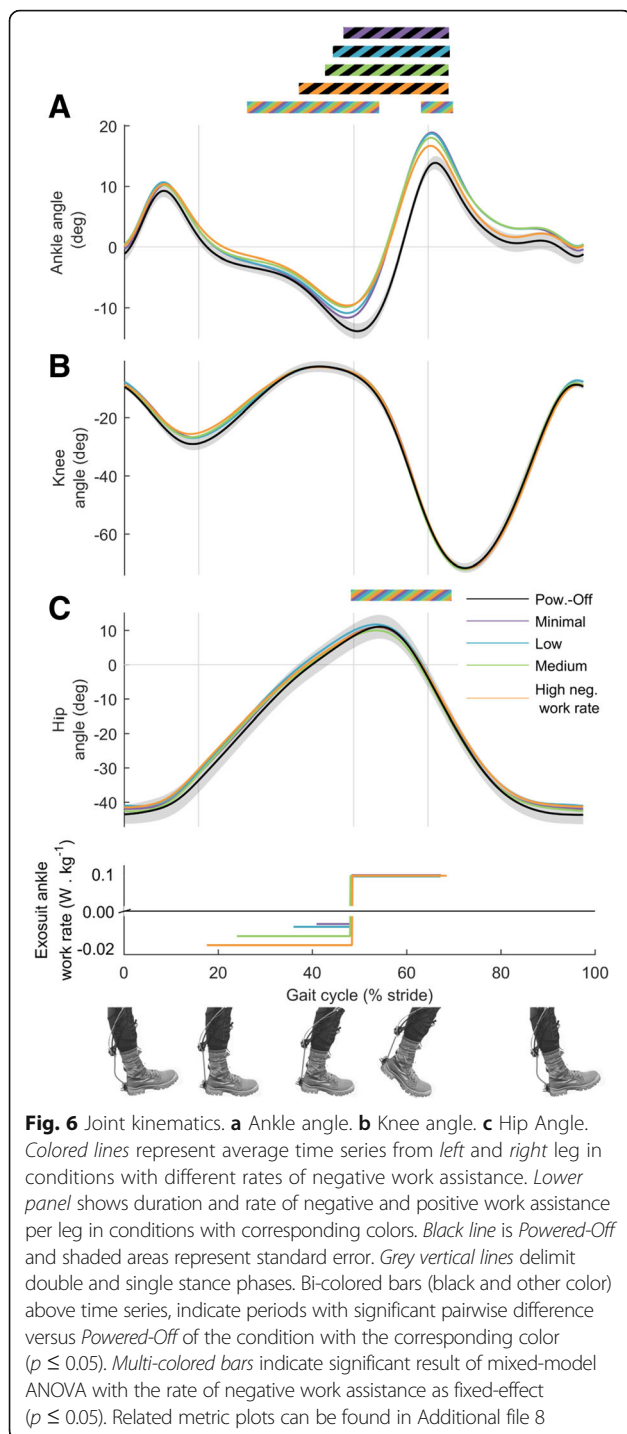 A
20
10
0
-10
Ankle angle
(deg)
B
-20
-40
-60
Knee
angle (deg)
C
10
0
-10
-20
-30
-40
Hip
angle (deg)
Pow.-Off
Minimal
Low
Medium
High neg.
work rate
Exosuit ankle
work rate (W . kg-1)
0.1
0.00
-0.02
0 20 40 60 80 100
Gait cycle (% stride)
Fig. 6 Joint kinematics. a Ankle angle. b Knee angle. c Hip Angle.
Colored lines represent average time series from left and right leg in
conditions with different rates of negative work assistance. Lower
panel shows duration and rate of negative and positive work assistance
per leg in conditions with corresponding colors. Black line is Powered-Off
and shaded areas represent standard error. Grey vertical lines delimit
double and single stance phases. Bi-colored bars (black and other color)
above time series, indicate periods with significant pairwise difference
versus Powered-Off of the condition with the corresponding color
(p ≤ 0.05). Multi-colored bars indicate significant result of mixed-model
ANOVA with the rate of negative work assistance as fixed-effect
(p ≤ 0.05). Related metric plots can be found in Additional file 8